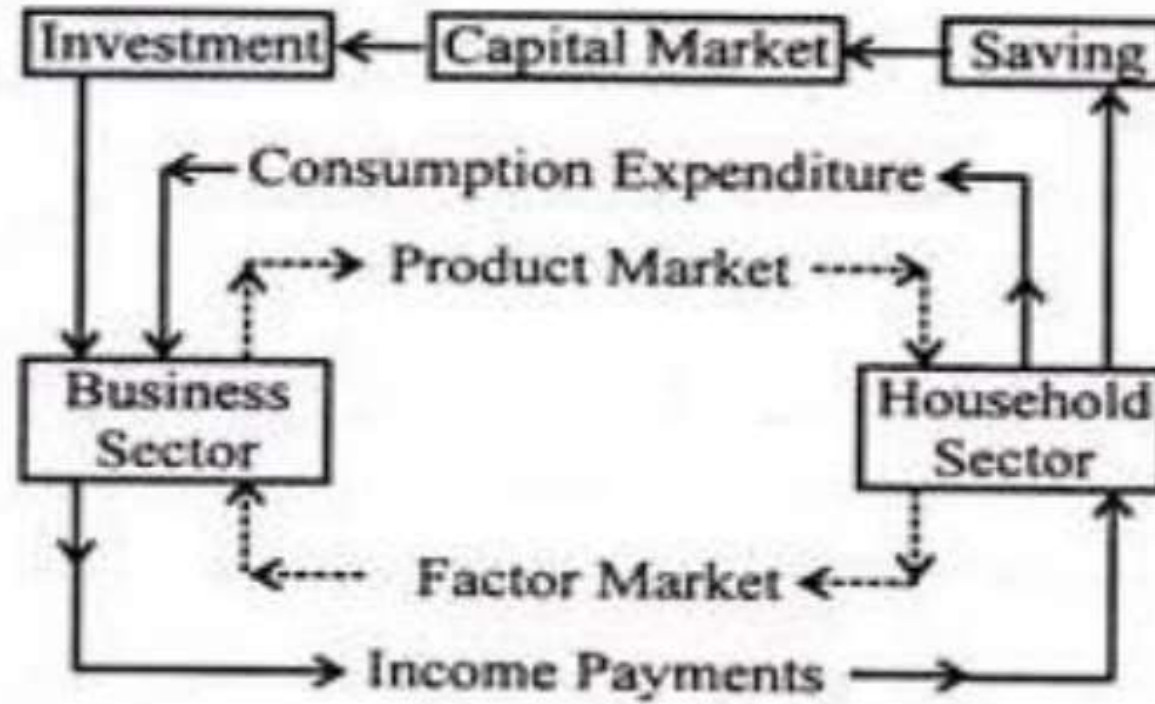 Investment
Capital Market
Saving
Consumption Expenditure
Product Market
Business
Sector
Household
Sector
Factor Market
Income Payments